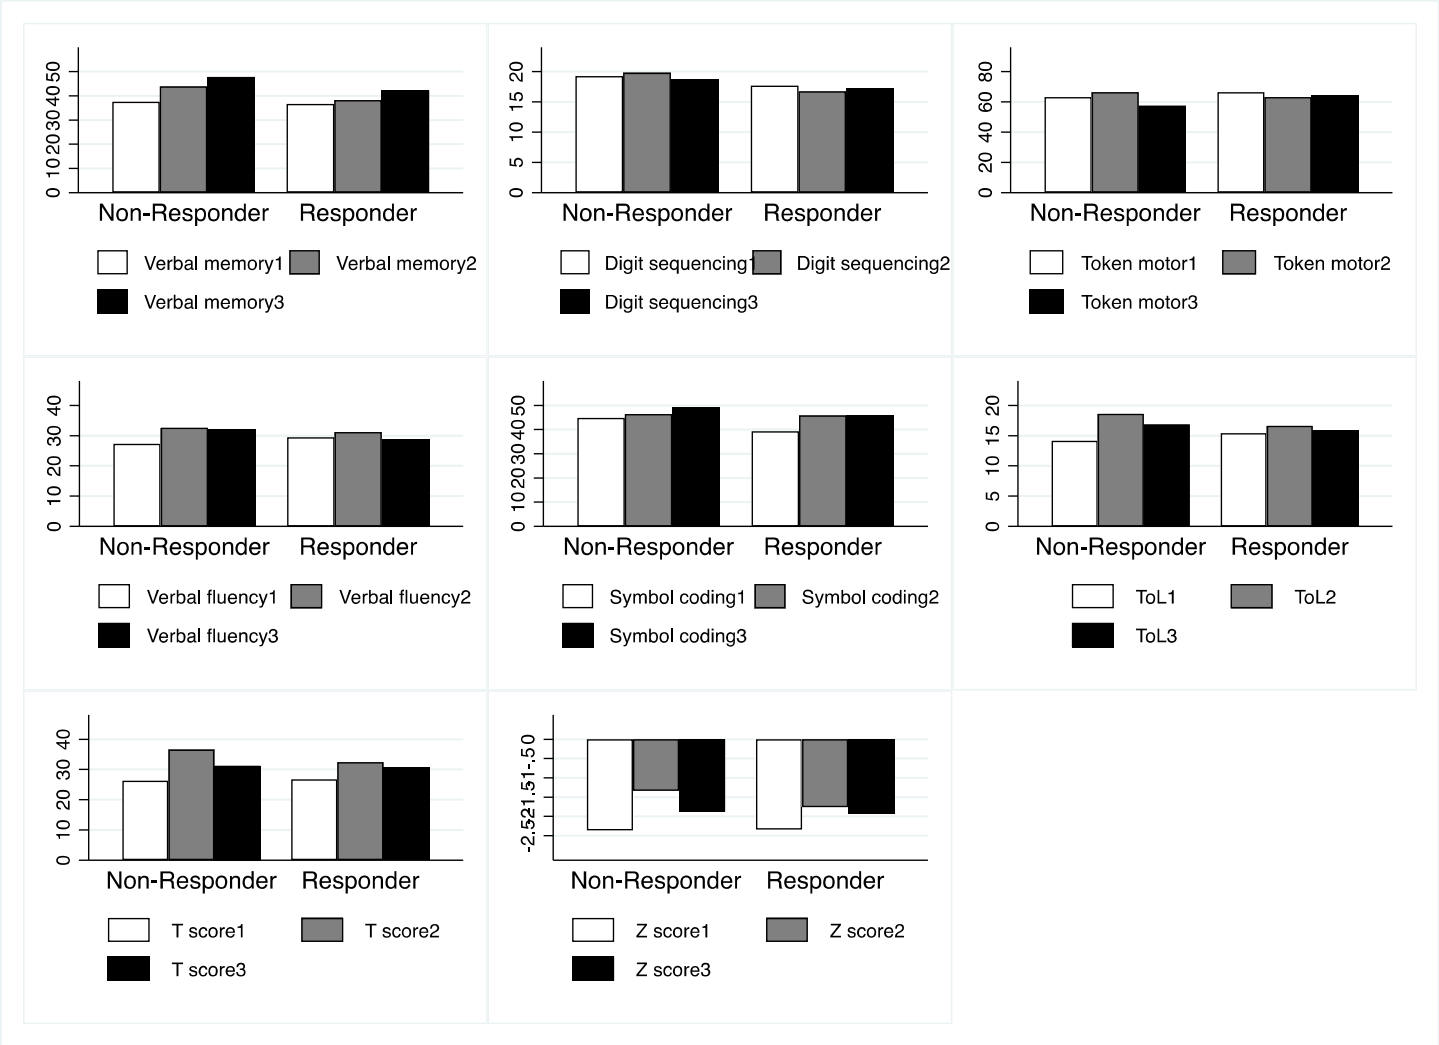 0 10 20 30 40 50
Non-Responder Responder
Verbal memory1 Verbal memory2
Verbal memory3
0 5 10 15 20
Non-Responder Responder
Digit sequencing1 Digit sequencing2
Digit sequencing3
0 20 40 60 80
Non-Responder Responder
Token motor1 Token motor2
Token motor3
0 10 20 30 40
Non-Responder Responder
Verbal fluency1 Verbal fluency2
Verbal fluency3
0 10 20 30 40 50
Non-Responder Responder
Symbol coding1 Symbol coding2
Symbol coding3
0 5 10 15 20
Non-Responder Responder
ToL1 ToL2
ToL3
0 10 20 30 40
Non-Responder Responder
T score1 T score2
T score3
-2.5 -2 -1.5 -1 -.5 0
Non-Responder Responder
Z score1 Z score2
Z score3